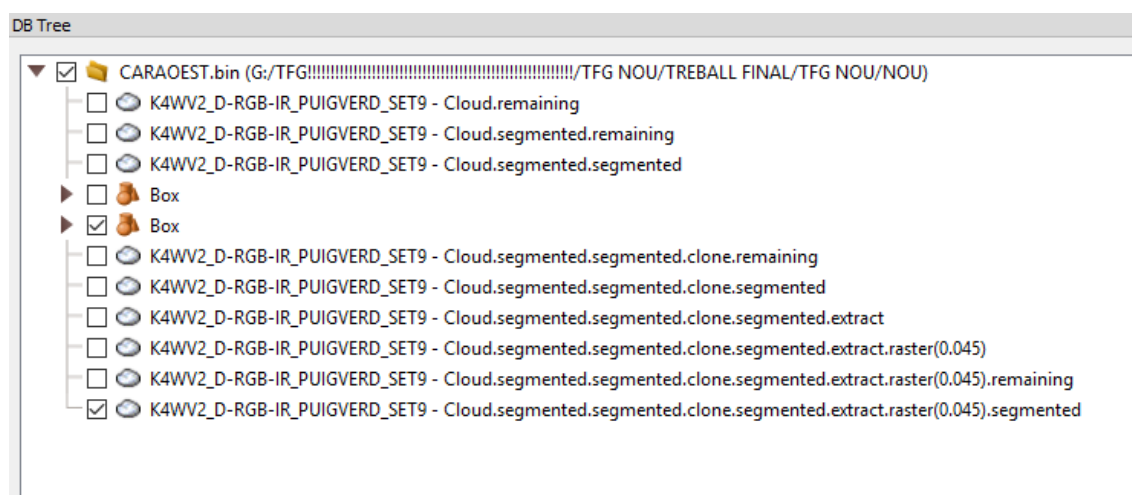 DB Tree
CARAOEST.bin (G:/TFG!!!!!!!!!!!!!!!!!!!!!!!!!!!!!!!!!!!!!!!!!!!!!!!!!!!!!!!!!!!/TFG NOU/TREBALL FINAL/TFG NOU/NOU)
K4WV2_D-RGB-IR_PUIGVERD_SET9 - Cloud.remaining
K4WV2_D-RGB-IR_PUIGVERD_SET9 - Cloud.segmented.remaining
K4WV2_D-RGB-IR_PUIGVERD_SET9 - Cloud.segmented.segmented
Box
Box
K4WV2_D-RGB-IR_PUIGVERD_SET9 - Cloud.segmented.segmented.clone.remaining
K4WV2_D-RGB-IR_PUIGVERD_SET9 - Cloud.segmented.segmented.clone.segmented
K4WV2_D-RGB-IR_PUIGVERD_SET9 - Cloud.segmented.segmented.clone.segmented.extract
K4WV2_D-RGB-IR_PUIGVERD_SET9 - Cloud.segmented.segmented.clone.segmented.extract.raster(0.045)
K4WV2_D-RGB-IR_PUIGVERD_SET9 - Cloud.segmented.segmented.clone.segmented.extract.raster(0.045).remaining
K4WV2_D-RGB-IR_PUIGVERD_SET9 - Cloud.segmented.segmented.clone.segmented.extract.raster(0.045).segmented